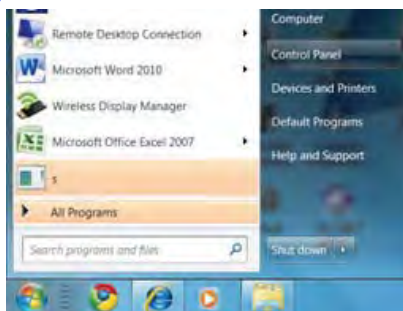 Remote Desktop Connection
Microsoft Word 2010
Wireless Display Manager
Microsoft Office Excel 2007
s
All Programs
Search programs and files
Computer
Control Panel
Devices and Printers
Default Programs
Help and Support
Shut down